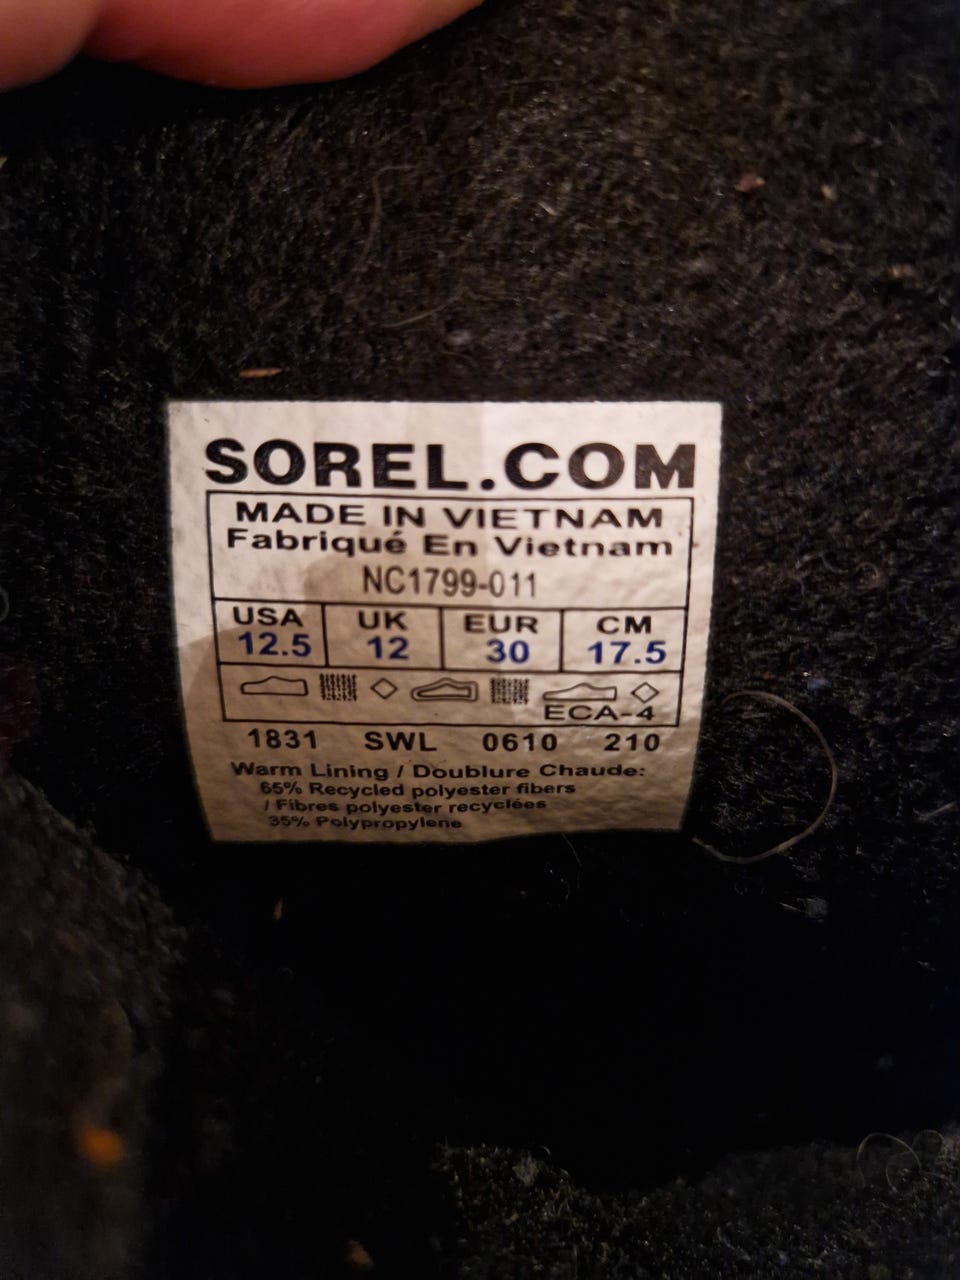 SOREL.COM
MADE IN VIETNAM
Fabriqué En Vietnam
NC1799-011
USA UK EUR CM
12.5 12 30 17.5
ECA-4
1831 SWL 0610 210
Warm Lining / Doublure Chaude:
65% Recycled polyester fibers
/ Fibres polyester recyclées
35% Polypropylene